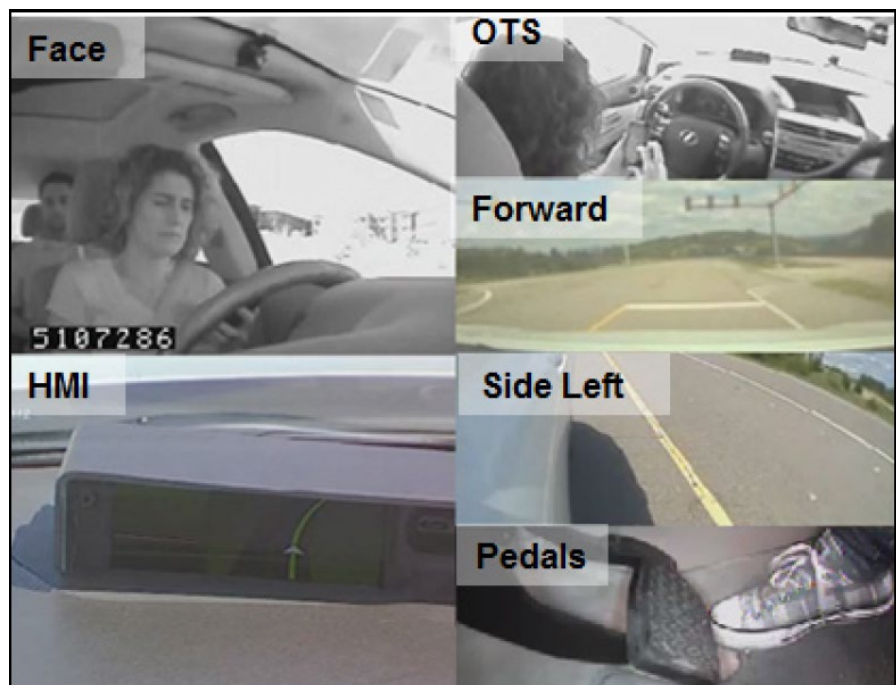 Face
OTS
Forward
5107286
HMI
Side Left
Pedals